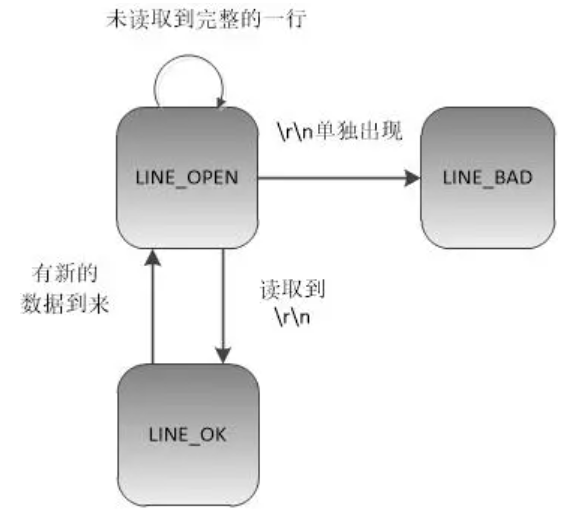 未读取到完整的一行
\r\n单独出现
LINE_OPEN
LINE_BAD
有新的
数据到来
读取到
\r\n
LINE_OK